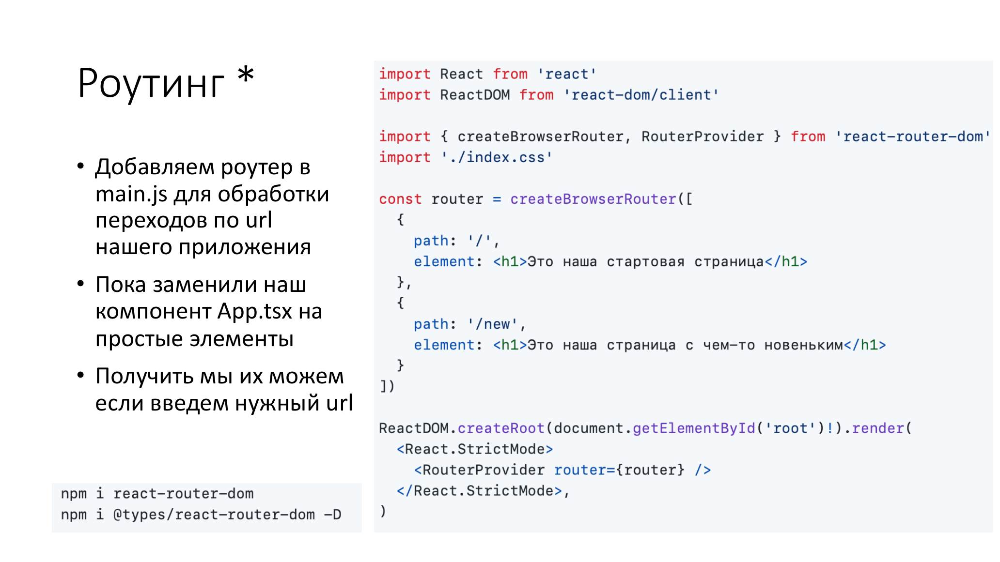 Роутинг *
• Добавляем роутер в
main.js для обработки
переходов по url
нашего приложения
• Пока заменили наш
компонент App.tsx на
простые элементы
• Получить мы их можем
если введем нужный url
npm i react-router-dom
npm i @types/react-router-dom -D
import React from 'react'
import ReactDOM from 'react-dom/client'
import { createBrowserRouter, RouterProvider } from 'react-router-dom'
import './index.css'
const router = createBrowserRouter([
  {
    path: '/',
    element: <h1>Это наша стартовая страница</h1>
  },
  {
    path: '/new',
    element: <h1>Это наша страница с чем-то новеньким</h1>
  }
])
ReactDOM.createRoot(document.getElementById('root')!).render(
  <React.StrictMode>
    <RouterProvider router={router} />
  </React.StrictMode>,
)